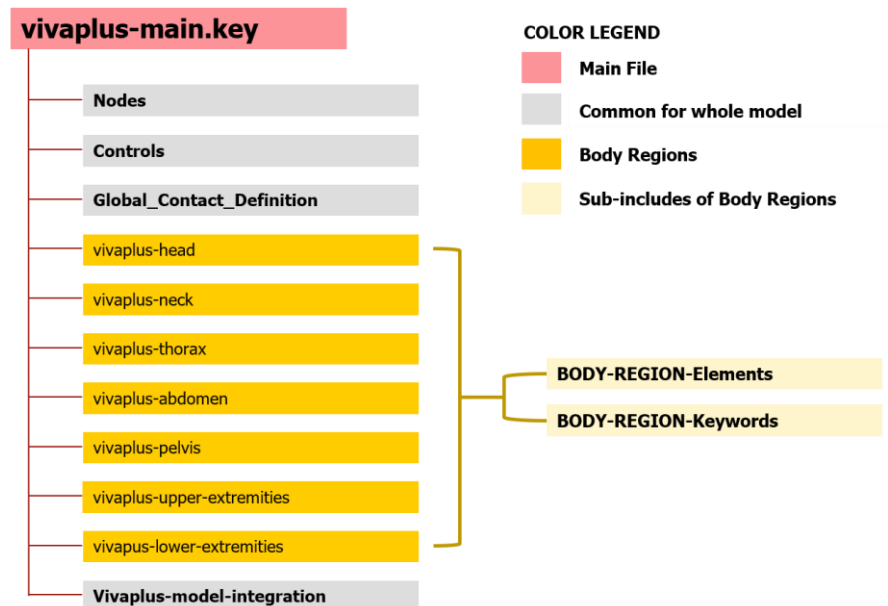 vivaplus-main.key
Nodes
Controls
Global_Contact_Definition
vivaplus-head
vivaplus-neck
vivaplus-thorax
vivaplus-abdomen
vivaplus-pelvis
vivaplus-upper-extremities
vivapus-lower-extremities
Vivaplus-model-integration
COLOR LEGEND
Main File
Common for whole model
Body Regions
Sub-includes of Body Regions
BODY-REGION-Elements
BODY-REGION-Keywords